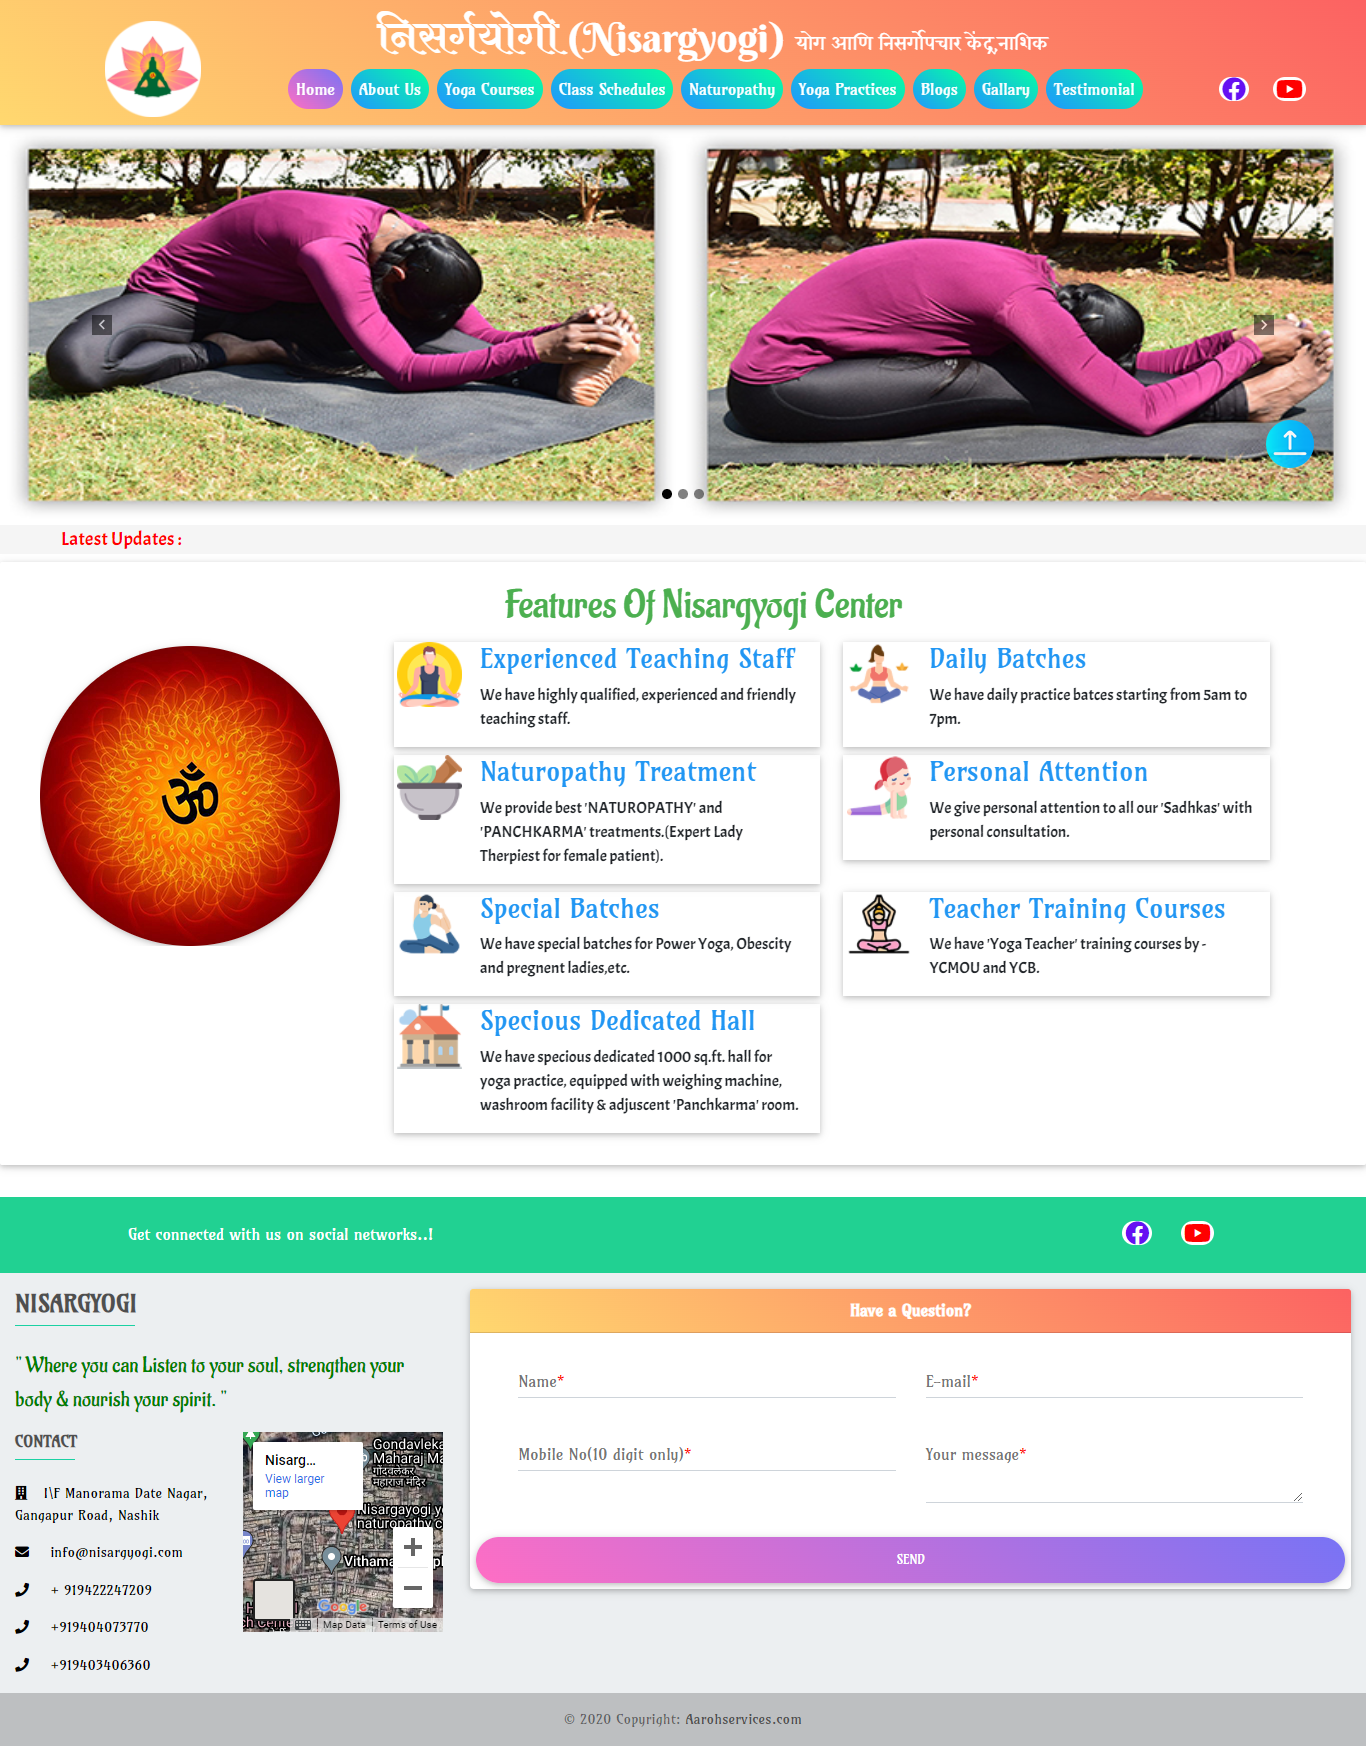 निसर्गयोगी (Nisargyogi) योग आणि निसर्गोपचार केंद्र,नाशिक
Home About Us Yoga Courses Class Schedules Naturopathy Yoga Practices Blogs Gallary Testimonial
Latest Updates :
Features Of Nisargyogi Center
Experienced Teaching Staff
We have highly qualified, experienced and friendly
teaching staff.
Daily Batches
We have daily practice batces starting from 5am to
7pm.
Naturopathy Treatment
We provide best 'NATUROPATHY' and
'PANCHKARMA' treatments.(Expert Lady
Therpiest for female patient).
Personal Attention
We give personal attention to all our 'Sadhkas' with
personal consultation.
ॐ
Special Batches
We have special batches for Power Yoga, Obescity
and pregnent ladies,etc.
Teacher Training Courses
We have 'Yoga Teacher' training courses by -
YCMOU and YCB.
Specious Dedicated Hall
We have specious dedicated 1000 sq.ft. hall for
yoga practice, equipped with weighing machine,
washroom facility & adjuscent 'Panchkarma' room.
Get connected with us on social networks..!
NISARGYOGI
" Where you can Listen to your soul, strengthen your
body & nourish your spirit. "
CONTACT
1\F Manorama Date Nagar,
Gangapur Road, Nashik
info@nisargyogi.com
+ 919422247209
+919404073770
+919403406360
Gondavleka
Maharaj Ma
गोंदवलेकर
महाराज मंदिर
Nisarg...
View larger
map
Nisargayogi y
naturopathy c
Vithama
Google
Map Data Terms of Use
Have a Question?
Name* E-mail*
Mobile No(10 digit only)* Your message*
SEND
© 2020 Copyright: Aarohservices.com